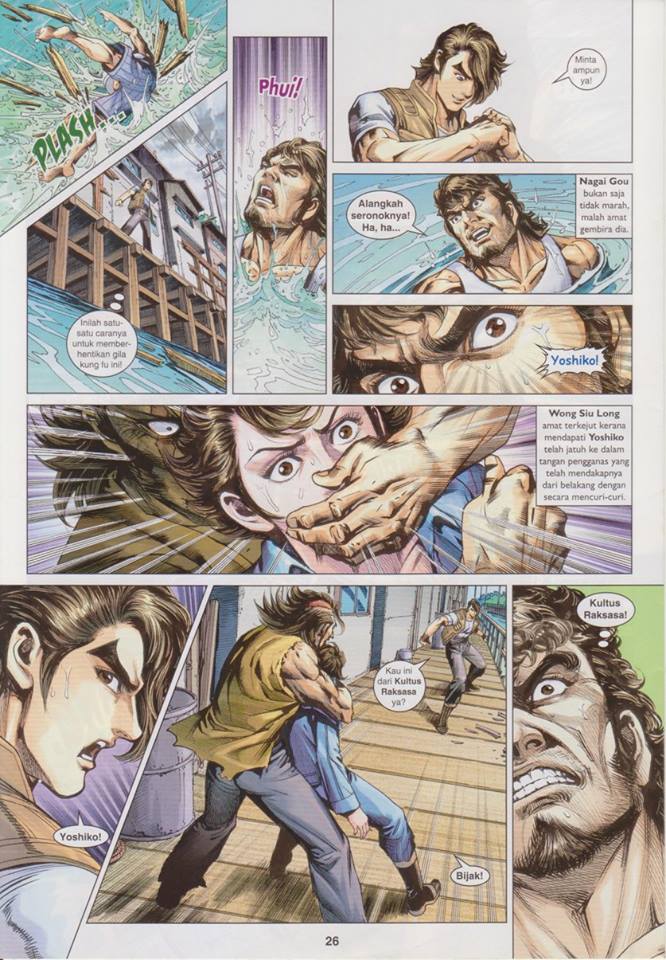 PLASH...
Inilah satu-
satu caranya
untuk member-
hentikan gila
kung fu ini!
Phui!
Minta
ampun
ya!
Alangkah
seronoknya!
Ha, ha...
Nagai Gou
bukan saja
tidak marah,
malah amat
gembira dia.
Yoshiko!
Wong Siu Long
amat terkejut kerana
mendapati Yoshiko
telah jatuh ke dalam
tangan pengganas yang
telah mendakapnya
dari belakang dengan
secara mencuri-curi.
Yoshiko!
Kau ini
dari Kultus
Raksasa
ya?
Bijak!
Kultus
Raksasa!
26